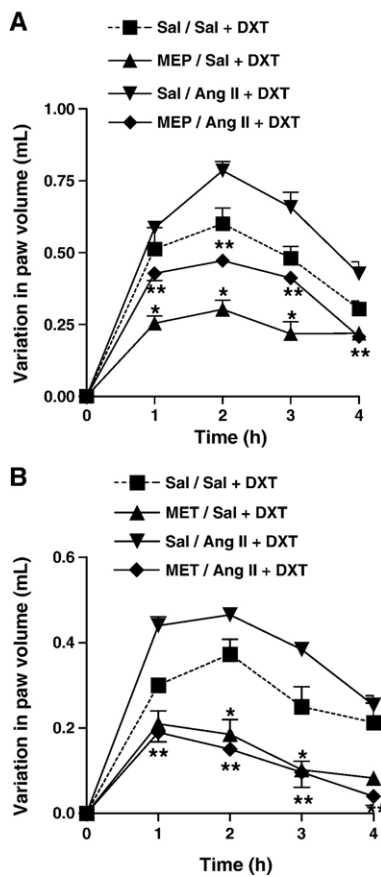 A
Sal / Sal + DXT
MEP / Sal + DXT
Sal / Ang II + DXT
MEP / Ang II + DXT
Variation in paw volume (mL)
1.00
0.75
0.50
0.25
0.00
**
**
**
*
*
*
**
0 1 2 3 4
Time (h)
B
Sal / Sal + DXT
MET / Sal + DXT
Sal / Ang II + DXT
MET / Ang II + DXT
Variation in paw volume (mL)
0.6
0.4
0.2
0.0
*
*
**
**
**
**
0 1 2 3 4
Time (h)